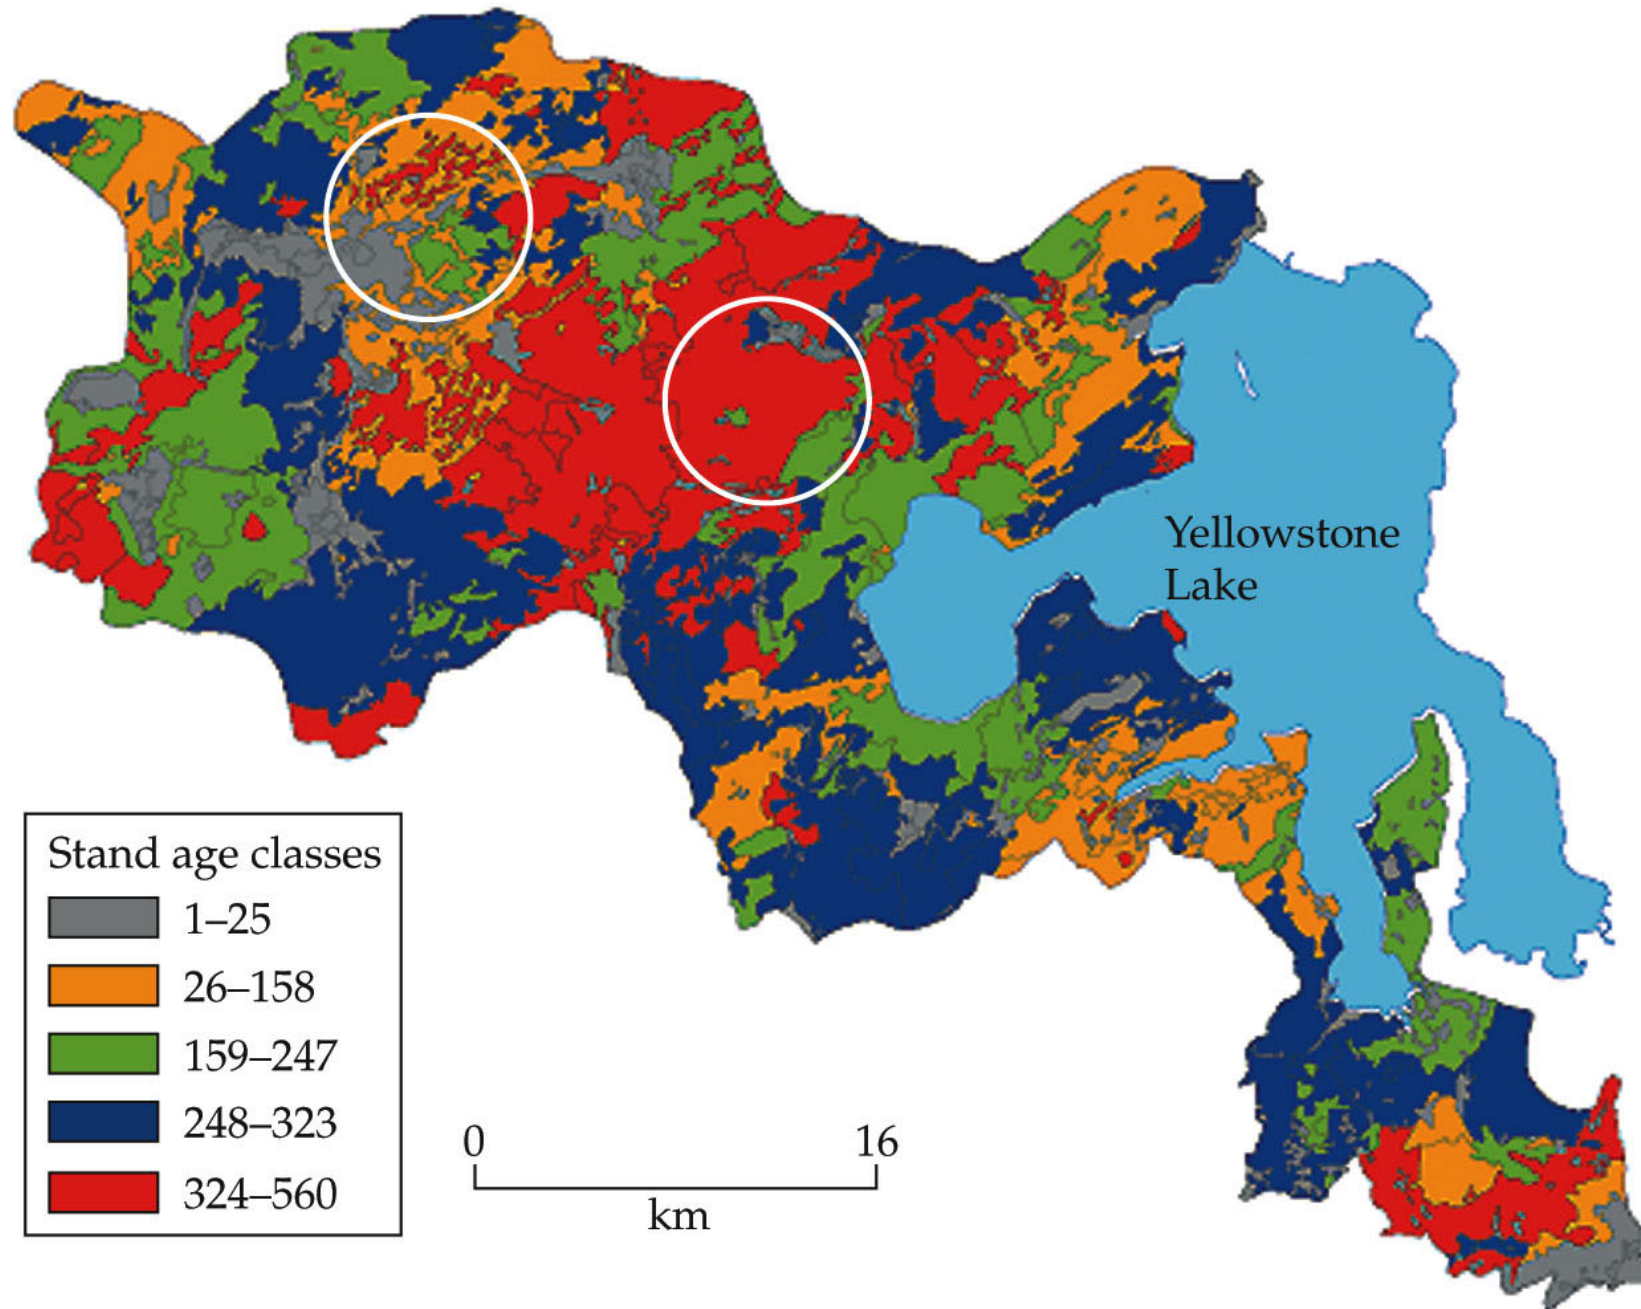 Yellowstone
Lake
Stand age classes
1–25
26–158
159–247
248–323
324–560
0 16
km